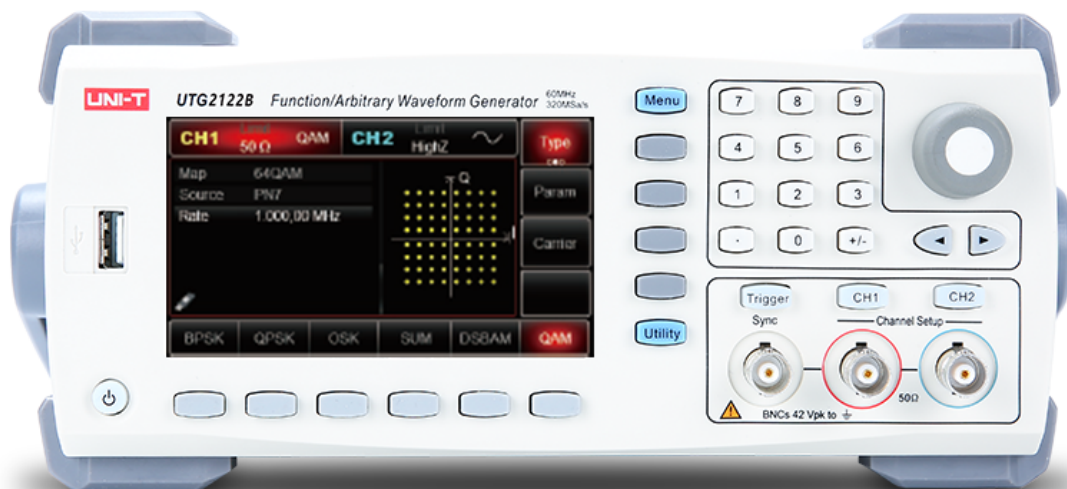 UNI-T
UTG2122B Function/Arbitrary Waveform Generator 60MHz
320MSa/s
CH1 50 Ω QAM
CH2 Limit HighZ
Type
Map 64QAM
Source PN7
Rate 1.000,00 MHz
Q
Param
Carrier
BPSK QPSK OSK SUM DSBAM QAM
Menu
Utility
7 8 9
4 5 6
1 2 3
. 0 +/-
◄ ►
Trigger CH1 CH2
Sync Channel Setup
50Ω
BNCs 42 Vpk to ⏚